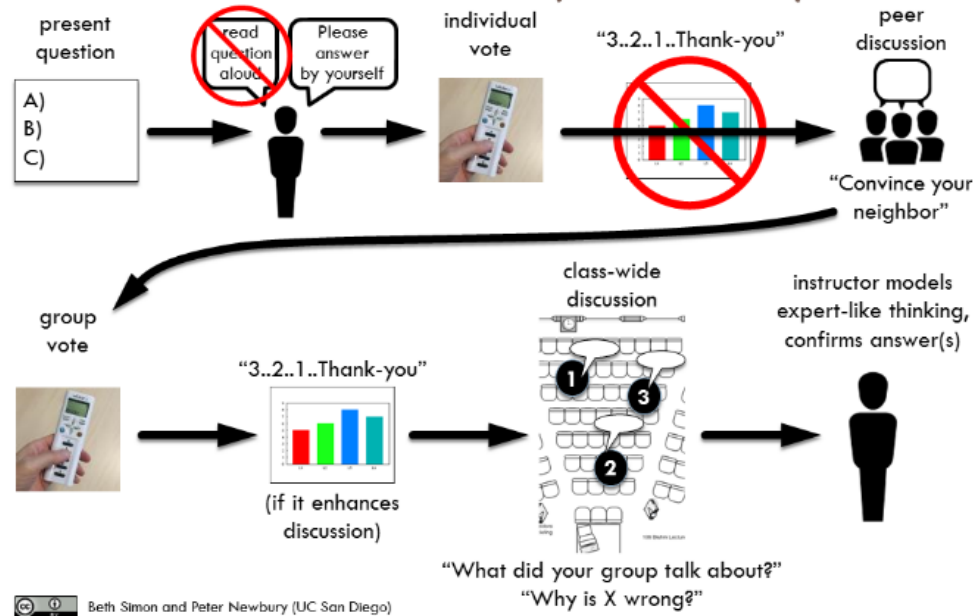 present
question
A)
B)
C)
read
question
aloud
Please
answer
by yourself
individual
vote
“3..2..1..Thank-you”
peer
discussion
“Convince your
neighbor”
group
vote
“3..2..1..Thank-you”
(if it enhances
discussion)
class-wide
discussion
1
3
2
“What did your group talk about?”
“Why is X wrong?”
instructor models
expert-like thinking,
confirms answer(s)
cc
Beth Simon and Peter Newbury (UC San Diego)